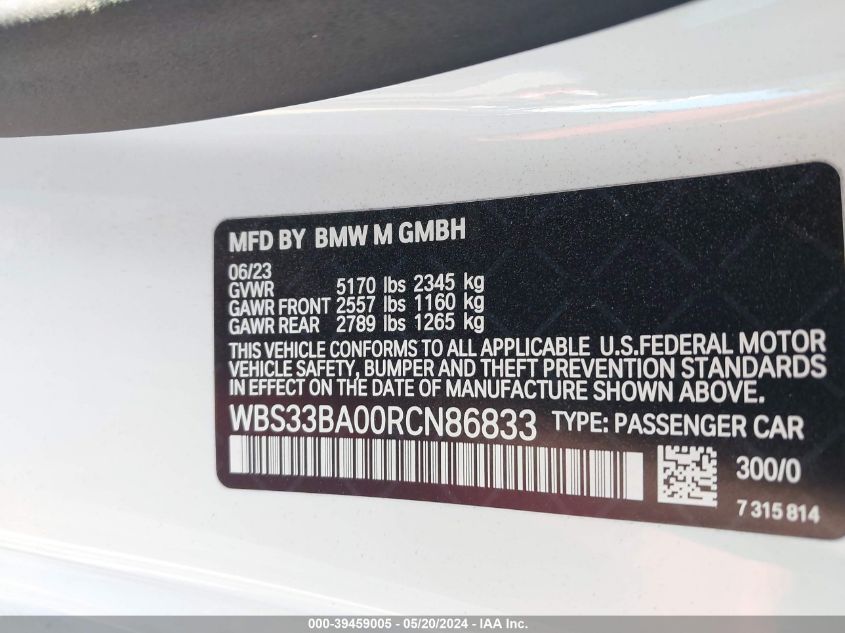 MFD BY BMW M GMBH
06/23
GVWR 5170 lbs 2345 kg
GAWR FRONT 2557 lbs 1160 kg
GAWR REAR 2789 lbs 1265 kg
THIS VEHICLE CONFORMS TO ALL APPLICABLE U.S.FEDERAL MOTOR
VEHICLE SAFETY, BUMPER AND THEFT PREVENTION STANDARDS
IN EFFECT ON THE DATE OF MANUFACTURE SHOWN ABOVE.
WBS33BA00RCN86833 TYPE: PASSENGER CAR
300/0
7 315 814
000-39459005 - 05/20/2024 - IAA Inc.